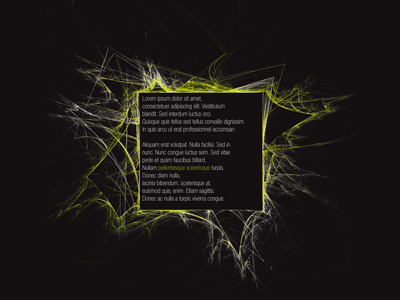 Lorem ipsum dolor sit amet,
consectetuer adipiscing elit. Vestibulum
blandit. Sed interdum luctus orci.
Quisque quis tellus sed tellus convallis dignissim.
In quis arcu ut erat professionnel accumsan.
Aliquam erat volutpat. Nulla facilisi. Sed in
nunc. Nunc congue luctus sem. Sed vitae
pede et quam faucibus billard.
Nullam pellentesque scelerisque turpis.
Donec diam nulla,
lacinia bibendum, scelerisque at,
euismod quis, enim. Etiam sagittis.
Donec ac nulla a turpis viverra congue.